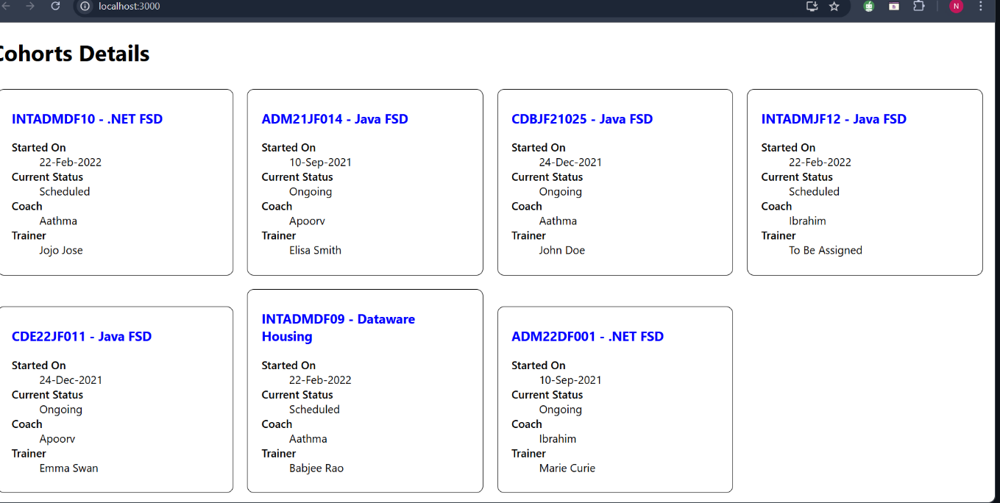 localhost:3000
N
Cohorts Details
INTADMDF10 - .NET FSD
Started On
22-Feb-2022
Current Status
Scheduled
Coach
Aathma
Trainer
Jojo Jose
ADM21JF014 - Java FSD
Started On
10-Sep-2021
Current Status
Ongoing
Coach
Apoorv
Trainer
Elisa Smith
CDBJF21025 - Java FSD
Started On
24-Dec-2021
Current Status
Ongoing
Coach
Aathma
Trainer
John Doe
INTADMJF12 - Java FSD
Started On
22-Feb-2022
Current Status
Scheduled
Coach
Ibrahim
Trainer
To Be Assigned
CDE22JF011 - Java FSD
Started On
24-Dec-2021
Current Status
Ongoing
Coach
Apoorv
Trainer
Emma Swan
INTADMDF09 - Dataware
Housing
Started On
22-Feb-2022
Current Status
Scheduled
Coach
Aathma
Trainer
Babjee Rao
ADM22DF001 - .NET FSD
Started On
10-Sep-2021
Current Status
Ongoing
Coach
Ibrahim
Trainer
Marie Curie